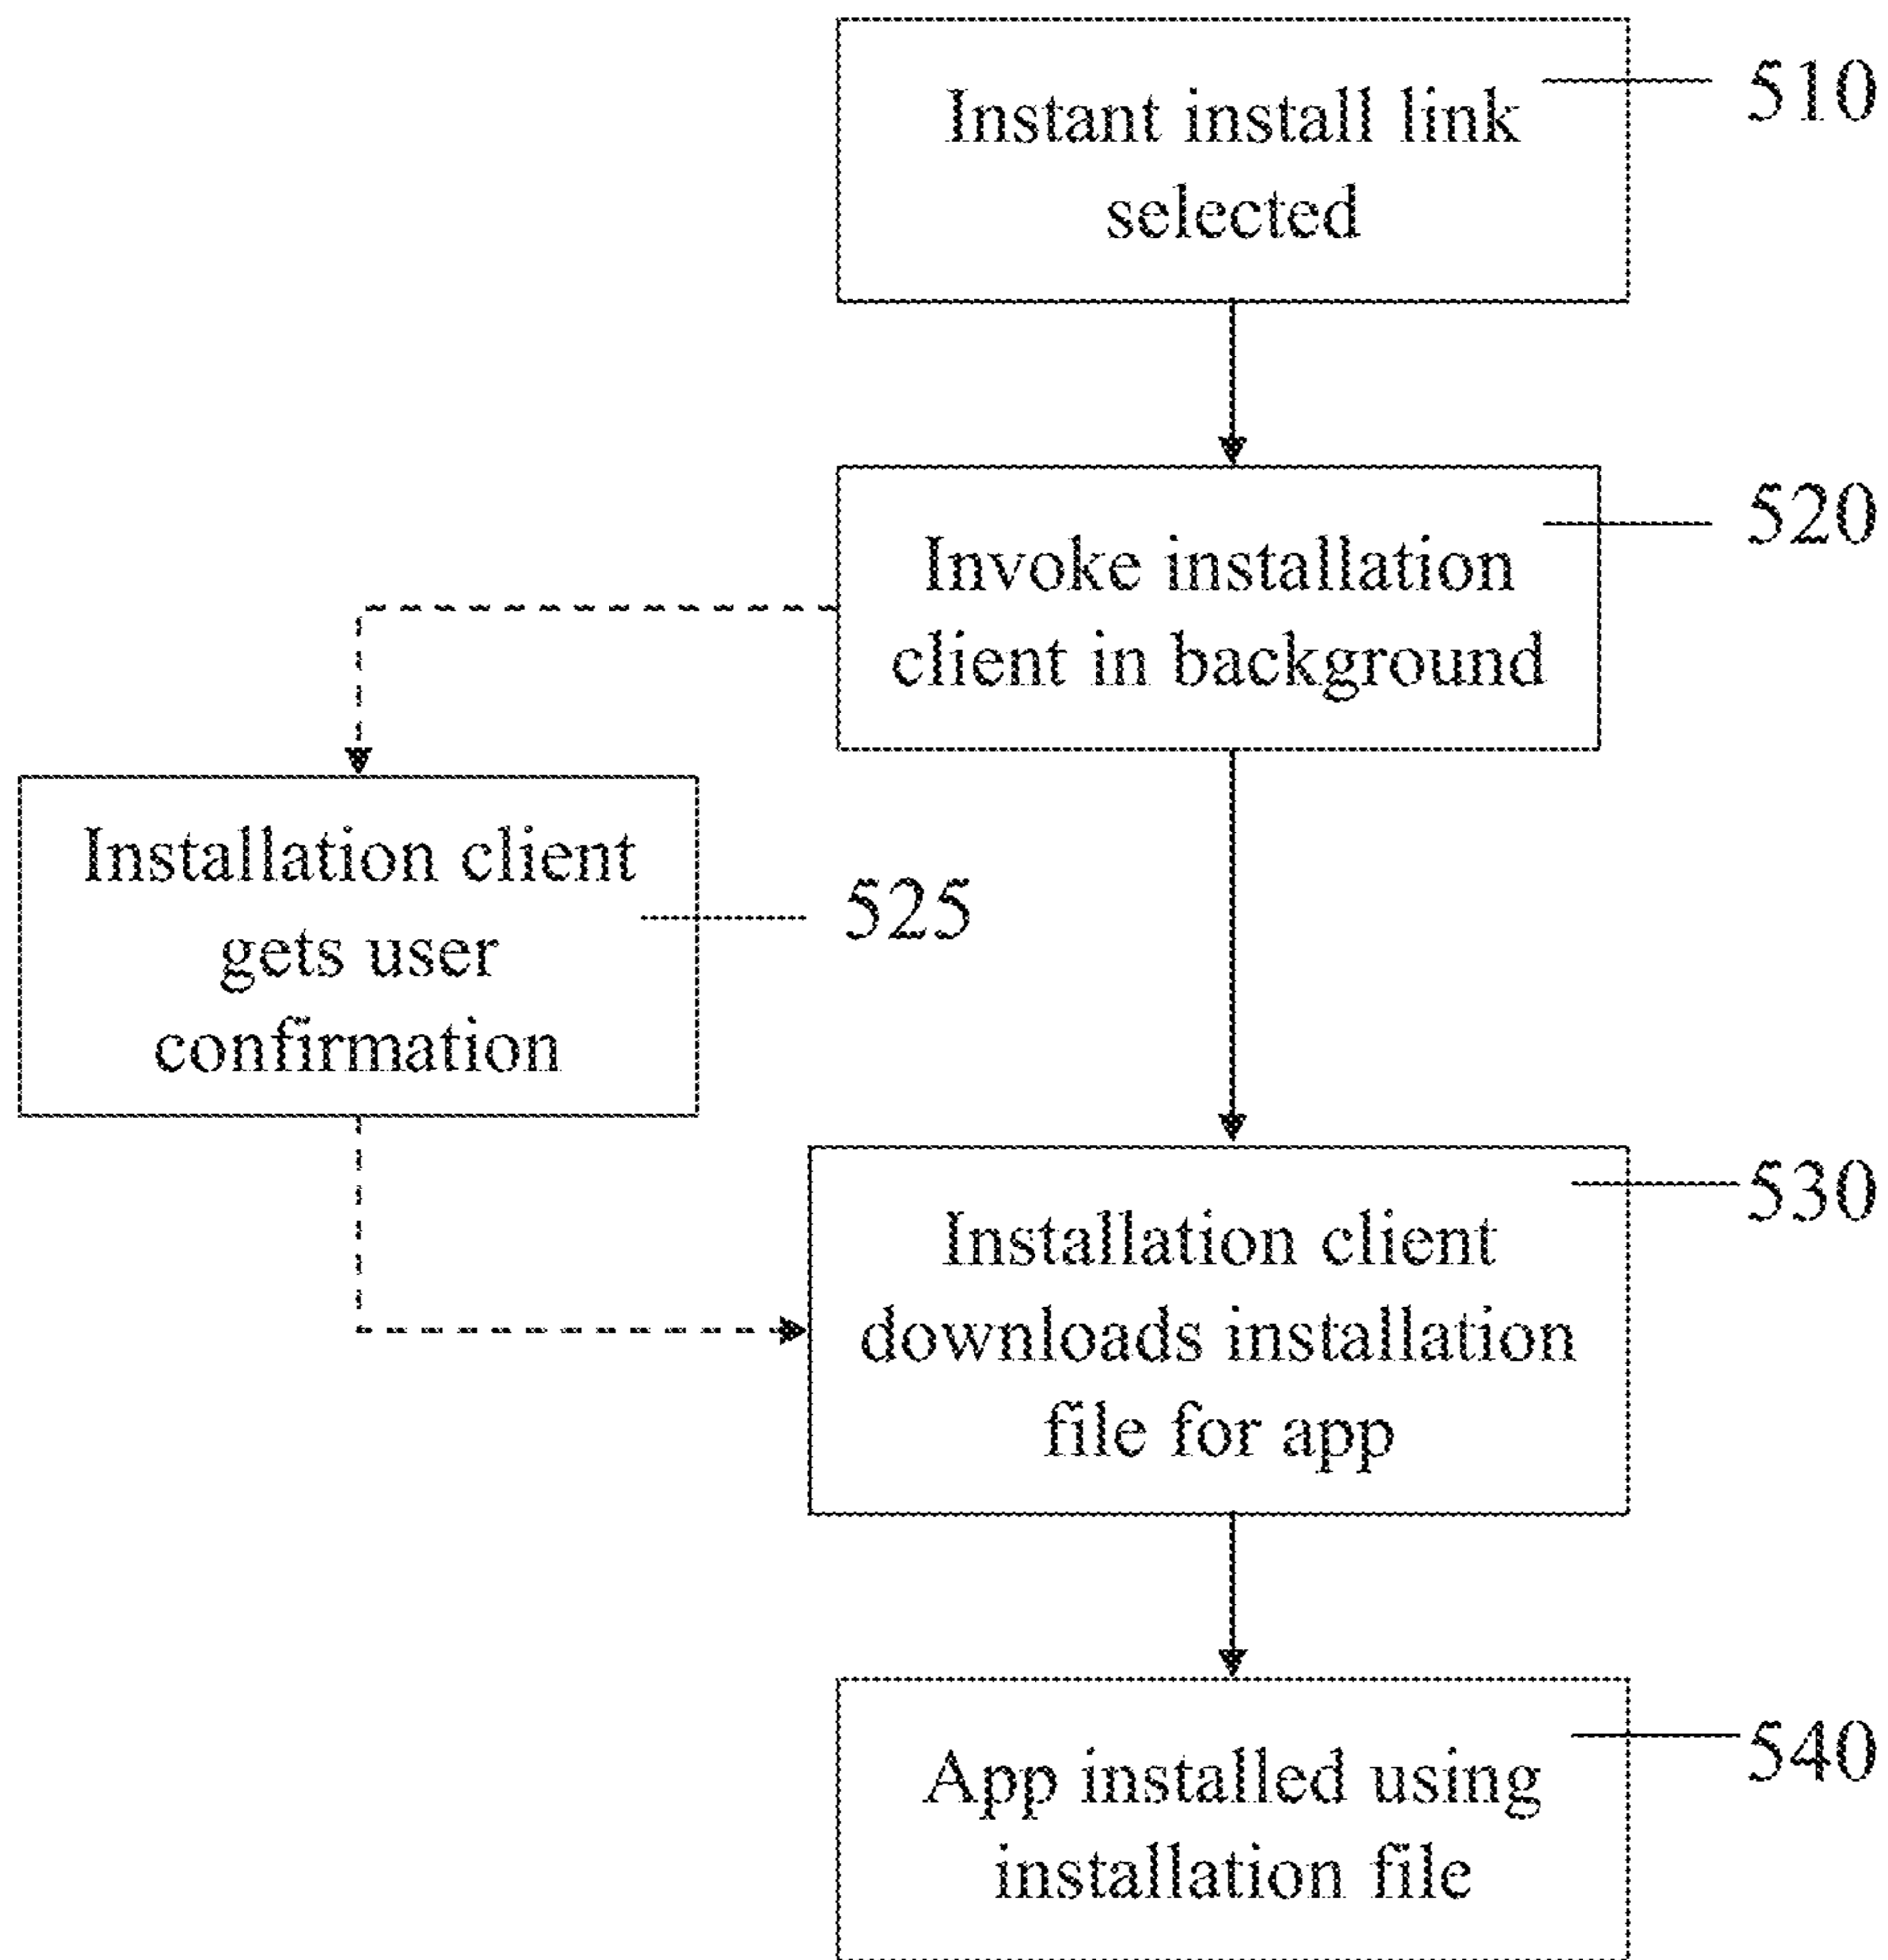 Instant install link
selected
510
Invoke installation
client in background
520
Installation client
gets user
confirmation
525
Installation client
downloads installation
file for app
530
App installed using
installation file
540